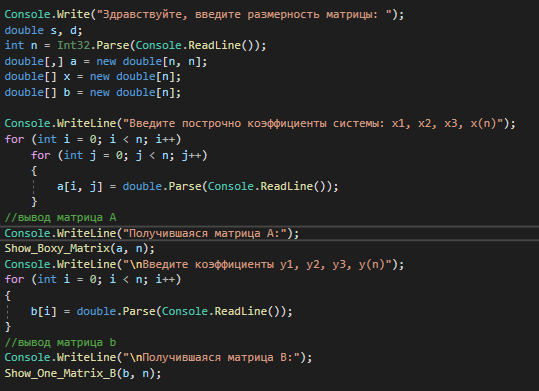 Console.Write("Здравствуйте, введите размерность матрицы: ");
double s, d;
int n = Int32.Parse(Console.ReadLine());
double[,] a = new double[n, n];
double[] x = new double[n];
double[] b = new double[n];
Console.WriteLine("Введите построчно коэффициенты системы: x1, x2, x3, x(n)");
for (int i = 0; i < n; i++)
for (int j = 0; j < n; j++)
{
a[i, j] = double.Parse(Console.ReadLine());
}
//вывод матрица A
Console.WriteLine("Получившаяся матрица A:");
Show_Boxy_Matrix(a, n);
Console.WriteLine("\nВведите коэффициенты y1, y2, y3, y(n)");
for (int i = 0; i < n; i++)
{
b[i] = double.Parse(Console.ReadLine());
}
//вывод матрица b
Console.WriteLine("\nПолучившаяся матрица B:");
Show_One_Matrix_B(b, n);